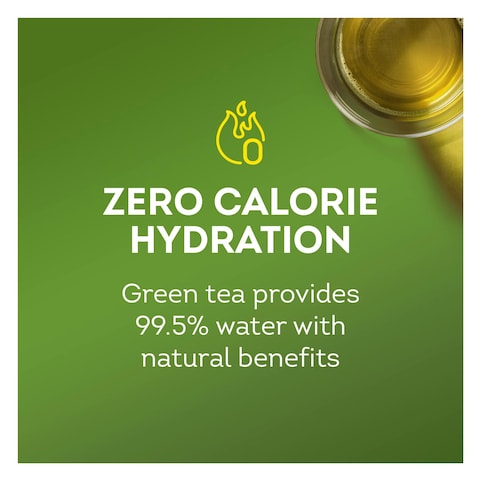 ZERO CALORIE
HYDRATION
Green tea provides
99.5% water with
natural benefits